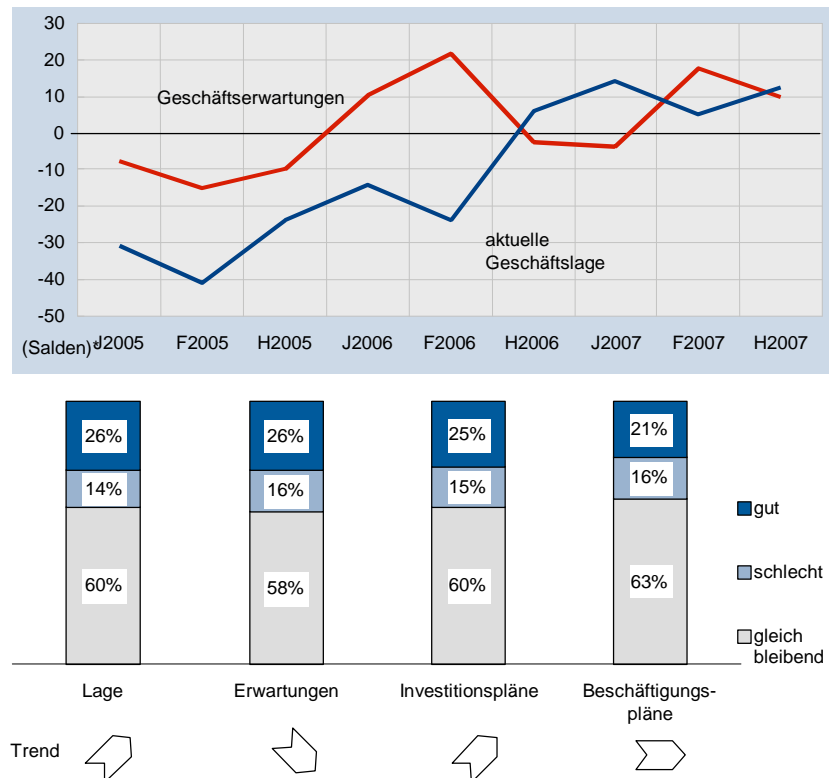 30
20
10
0
-10
-20
-30
-40
-50
Geschäftserwartungen
aktuelle
Geschäftslage
(Salden)*
J2005 F2005 H2005 J2006 F2006 H2006 J2007 F2007 H2007
26% 26% 25% 21%
14% 16% 15% 16%
60% 58% 60% 63%
gut
schlecht
gleich
bleibend
Lage Erwartungen Investitionspläne Beschäftigungs-
pläne
Trend